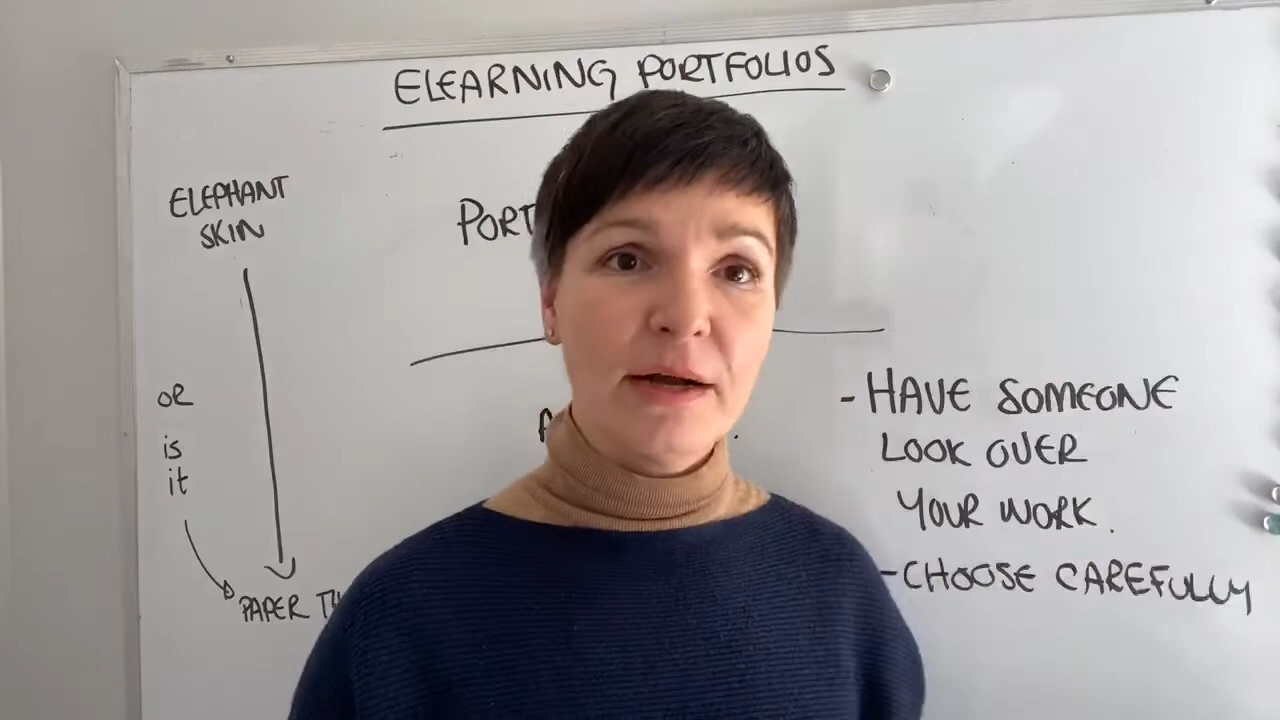 ELEARNING PORTFOLIOS
ELEPHANT
SKIN
OR
is
it
PAPER
- HAVE SOMEONE
LOOK OVER
YOUR WORK.
- CHOOSE CAREFULLY